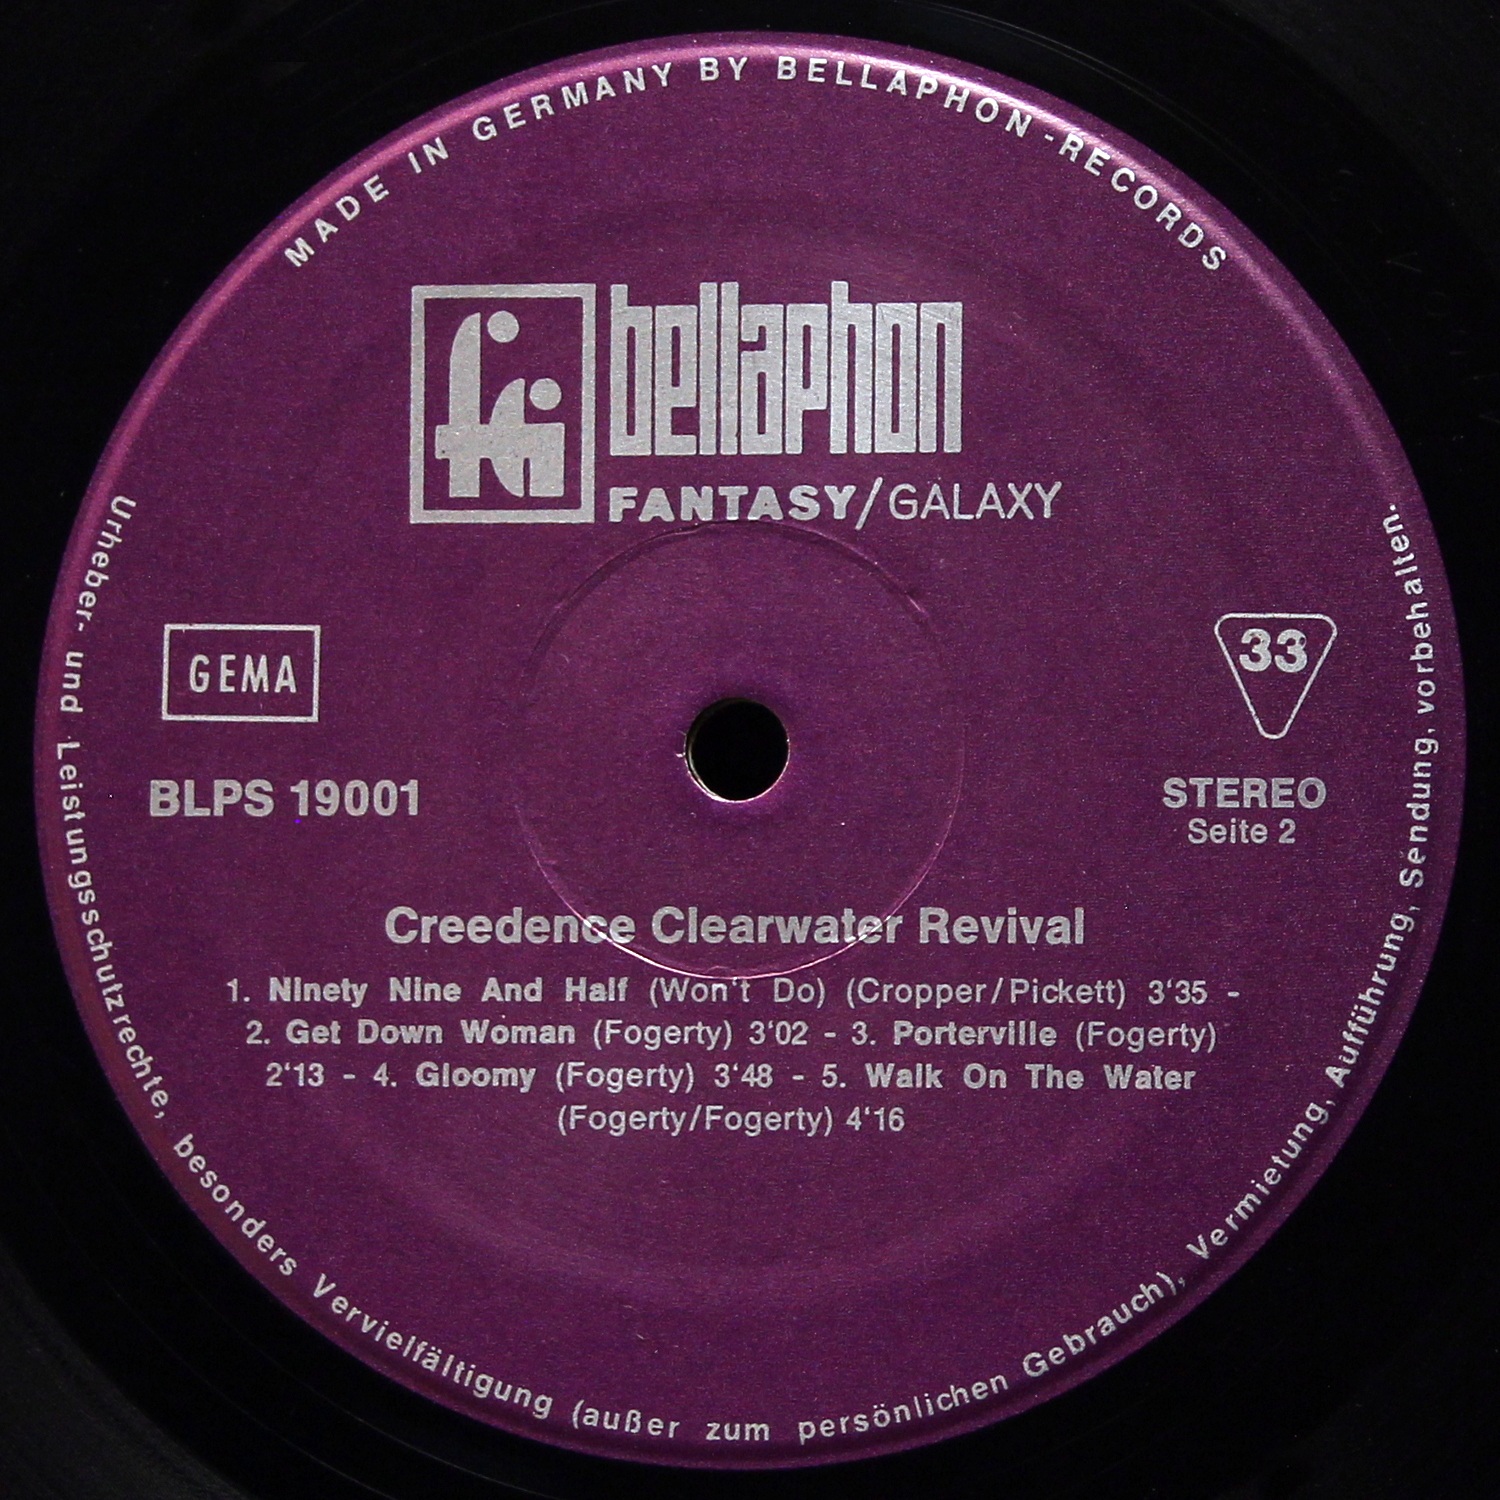 MADE IN GERMANY BY BELLAPHON-RECORDS
bellaphon
FANTASY/GALAXY
GEMA
33
BLPS 19001
STEREO
Seite 2
Creedence Clearwater Revival
1. Ninety Nine And Half (Won't Do) (Cropper/Pickett) 3'35 -
2. Get Down Woman (Fogerty) 3'02 - 3. Porterville (Fogerty)
2'13 - 4. Gloomy (Fogerty) 3'48 - 5. Walk On The Water
(Fogerty/Fogerty) 4'16
Urheber- und Leistungsschutzrechte, besonders Vervielfältigung (außer zum persönlichen Gebrauch), Vermietung, Aufführung, Sendung, vorbehalten.